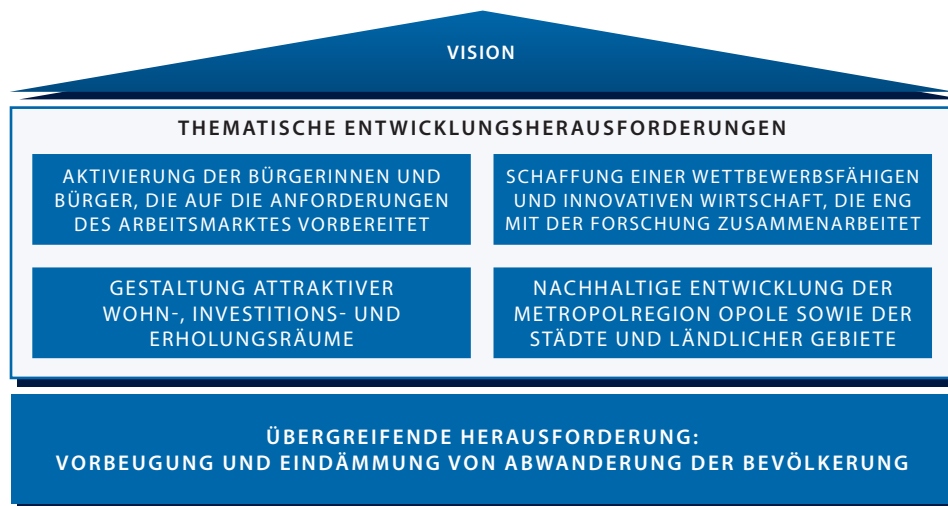 VISION
THEMATISCHE ENTWICKLUNGSHERAUSFORDERUNGEN
AKTIVIERUNG DER BÜRGERINNEN UND
BÜRGER, DIE AUF DIE ANFORDERUNGEN
DES ARBEITSMARKTES VORBEREITET
SCHAFFUNG EINER WETTBEWERBSFÄHIGEN
UND INNOVATIVEN WIRTSCHAFT, DIE ENG
MIT DER FORSCHUNG ZUSAMMENARBEITET
GESTALTUNG ATTRAKTIVER
WOHN-, INVESTITIONS- UND
ERHOLUNGSRÄUME
NACHHALTIGE ENTWICKLUNG DER
METROPOLREGION OPOLE SOWIE DER
STÄDTE UND LÄNDLICHER GEBIETE
ÜBERGREIFENDE HERAUSFORDERUNG:
VORBEUGUNG UND EINDÄMMUNG VON ABWANDERUNG DER BEVÖLKERUNG